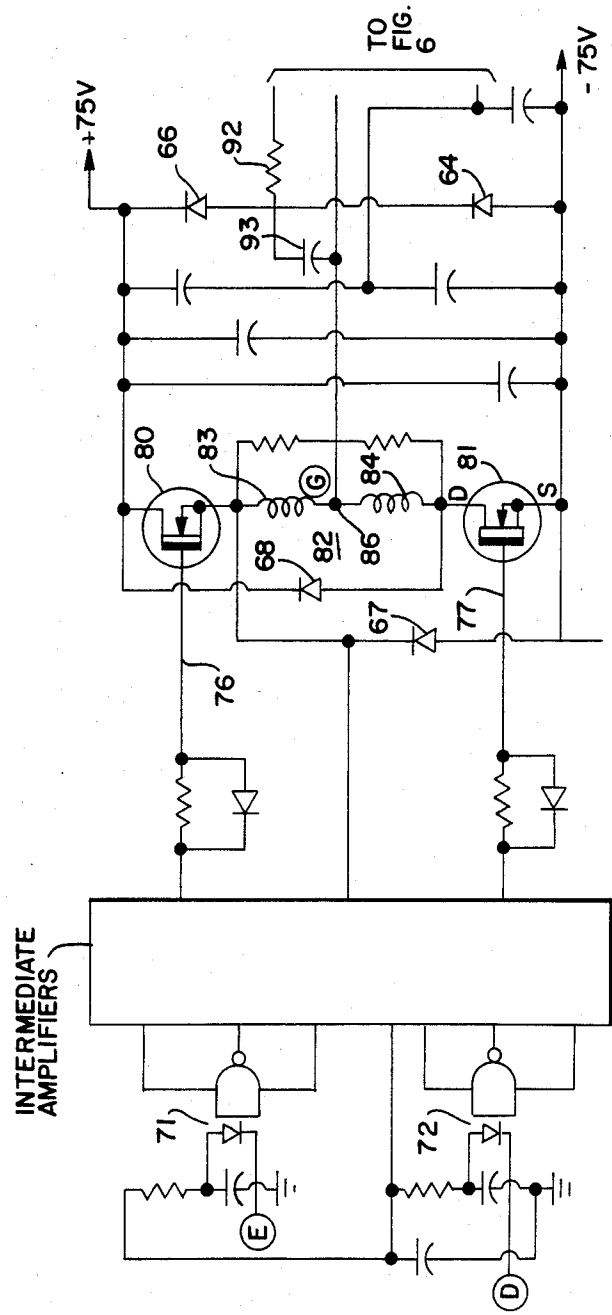 INTERMEDIATE
AMPLIFIERS
71
72
E
D
76
77
80
81
82
83
84
86
G
D
S
67
68
66
64
92
93
+75V
-75V
TO
FIG.
6